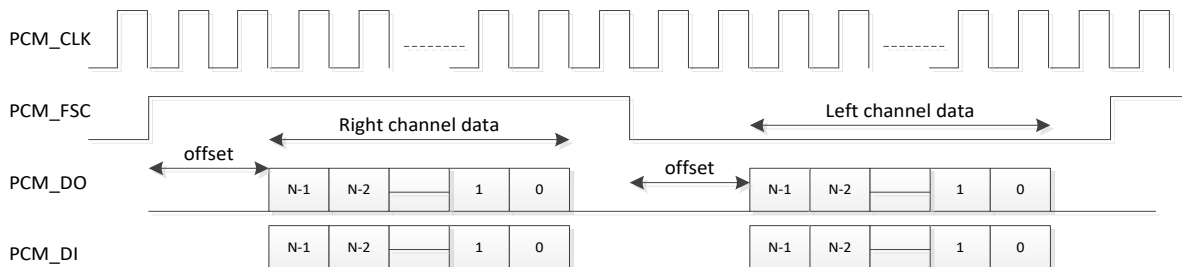 PCM_CLK
PCM_FSC
Right channel data
Left channel data
offset
offset
PCM_DO
N-1 N-2 1 0
N-1 N-2 1 0
PCM_DI
N-1 N-2 1 0
N-1 N-2 1 0